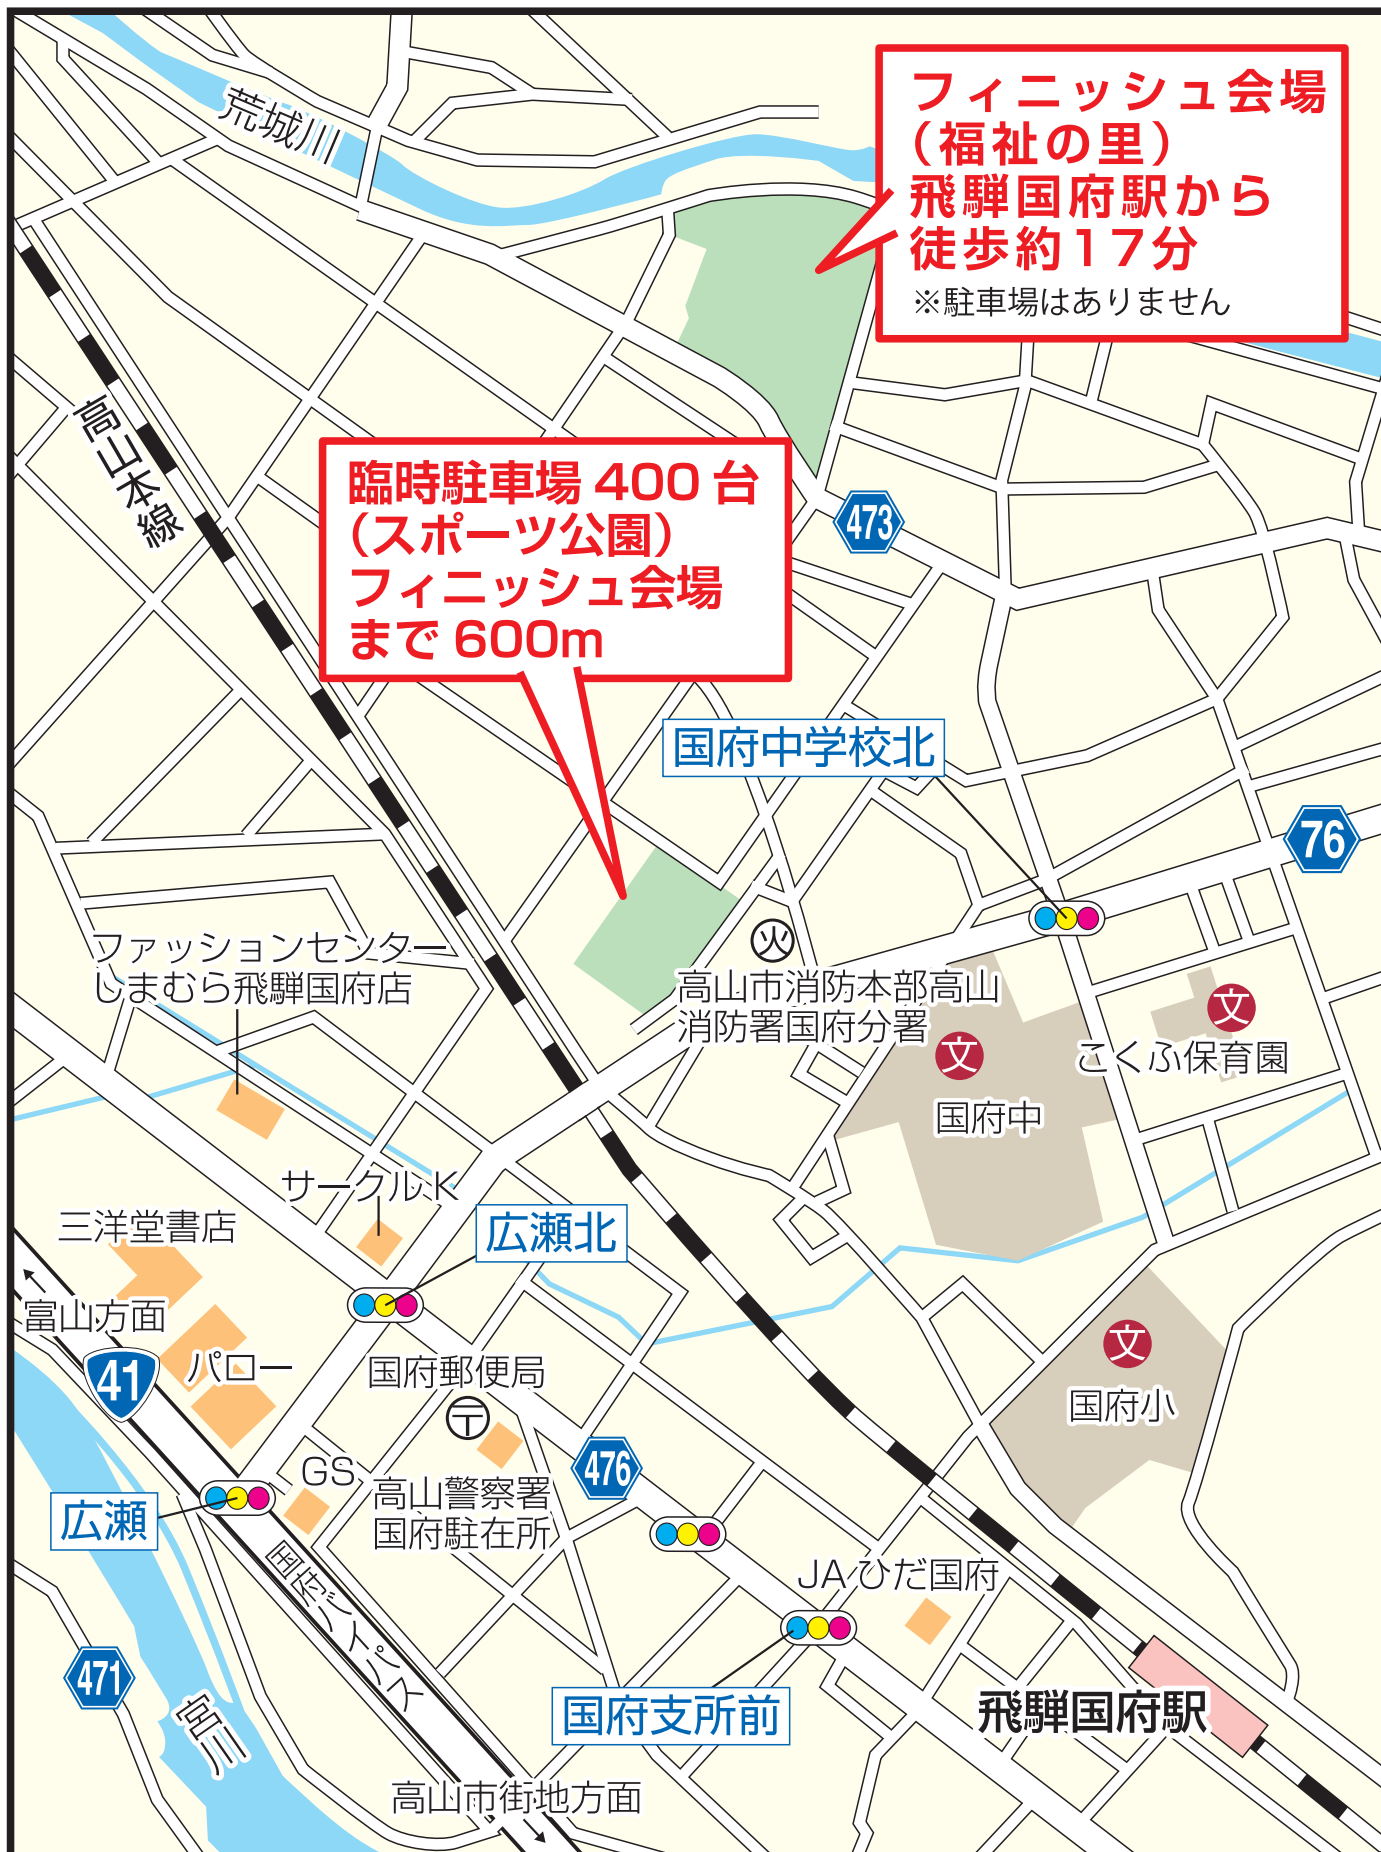 荒城川
フィニッシュ会場
（福祉の里）
飛騨国府駅から
徒歩約17分
※駐車場はありません
高山本線
臨時駐車場 400 台
（スポーツ公園）
フィニッシュ会場
まで 600m
473
国府中学校北
76
火
高山市消防本部高山
消防署国府分署
ファッションセンター
しまむら飛騨国府店
文
こくふ保育園
文
国府中
サークルK
三洋堂書店
広瀬北
富山方面
41
バロー
国府郵便局
〒
文
国府小
GS
476
高山警察署
国府駐在所
広瀬
国府バイパス
JAひだ国府
471
宮川
国府支所前
飛騨国府駅
高山市街地方面